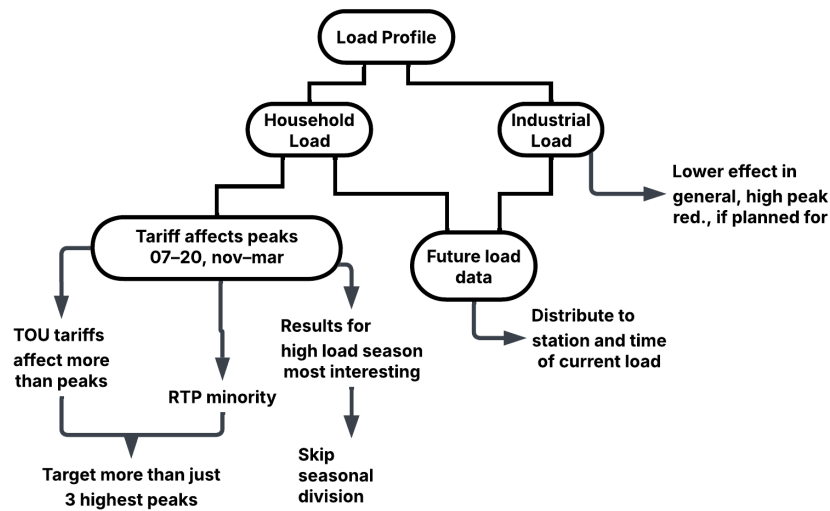 Load Profile
Household
Load
Industrial
Load
Lower effect in
general, high peak
red., if planned for
Tariff affects peaks
07–20, nov–mar
Future load
data
Distribute to
station and time
of current load
TOU tariffs
affect more
than peaks
Results for
high load season
most interesting
RTP minority
Skip
seasonal
division
Target more than just
3 highest peaks